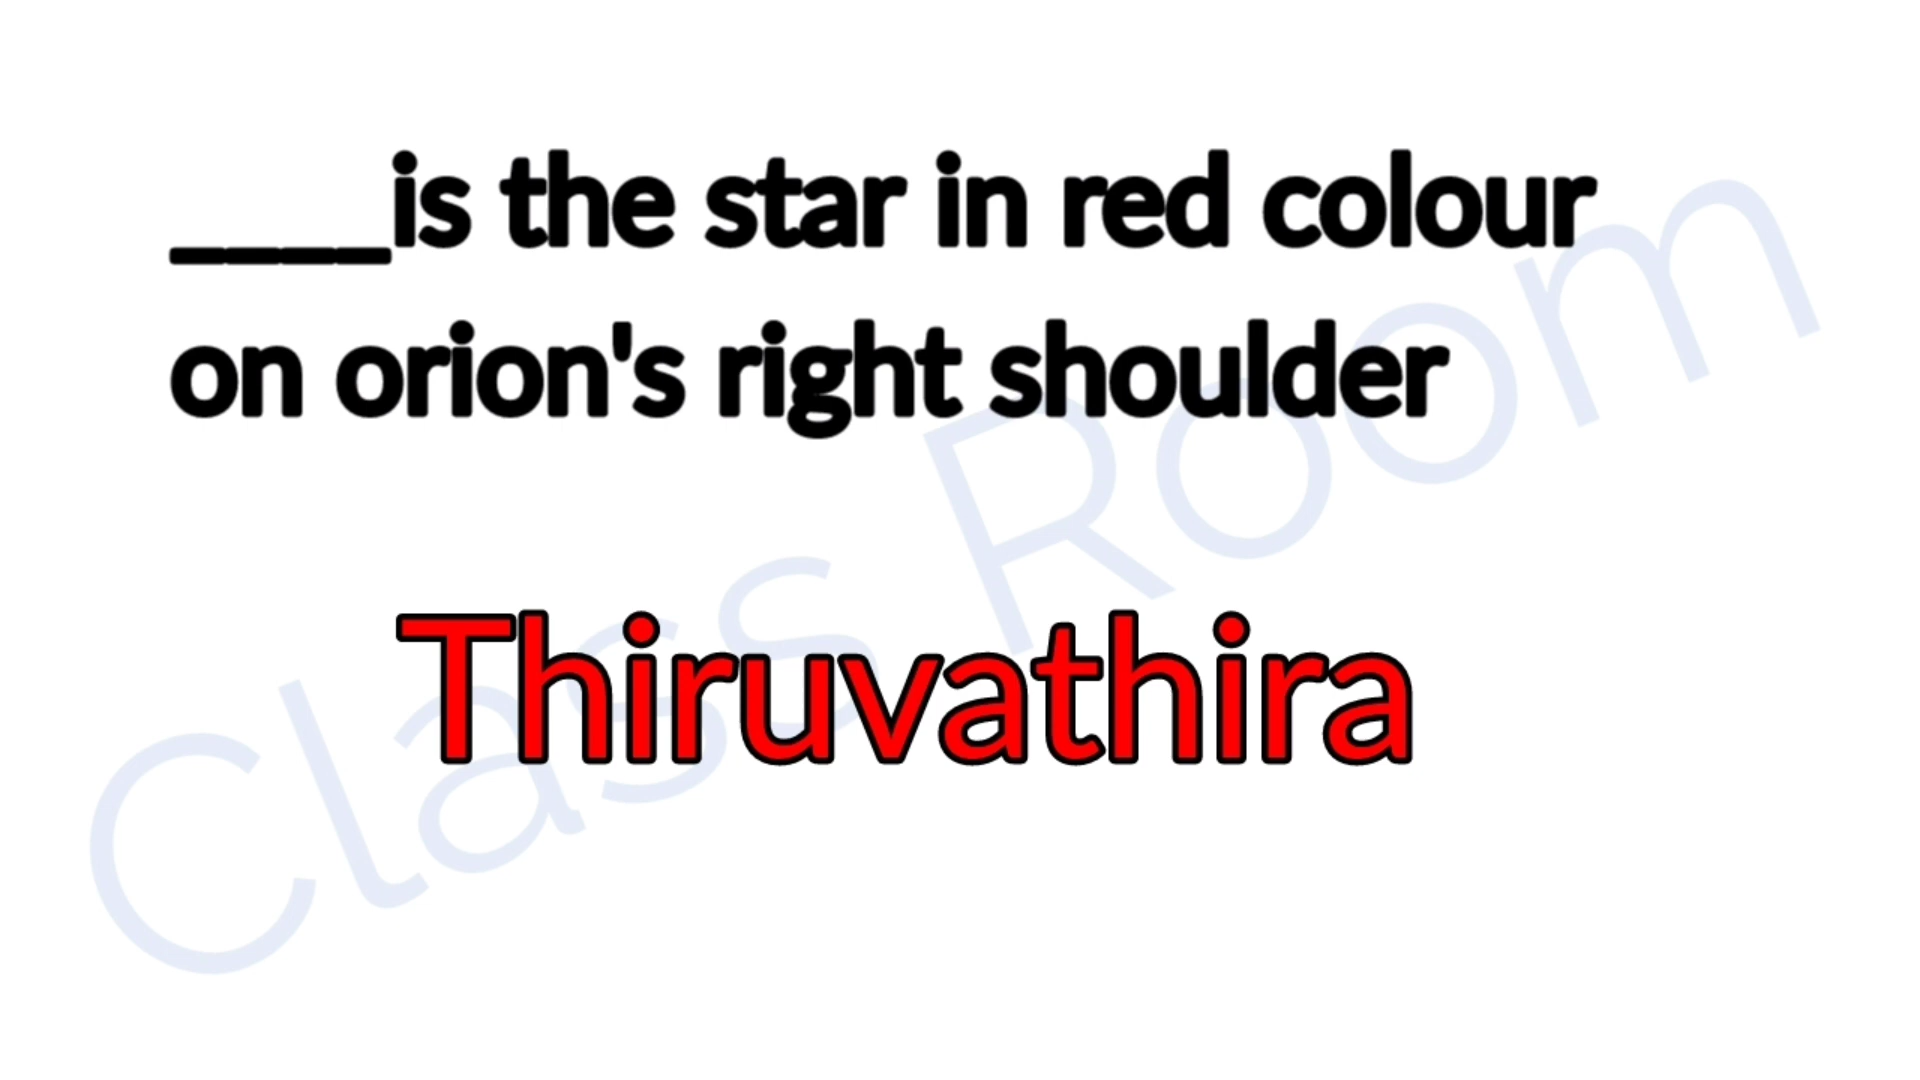 ____is the star in red colour
on orion's right shoulder
Thiruvathira
Class Room